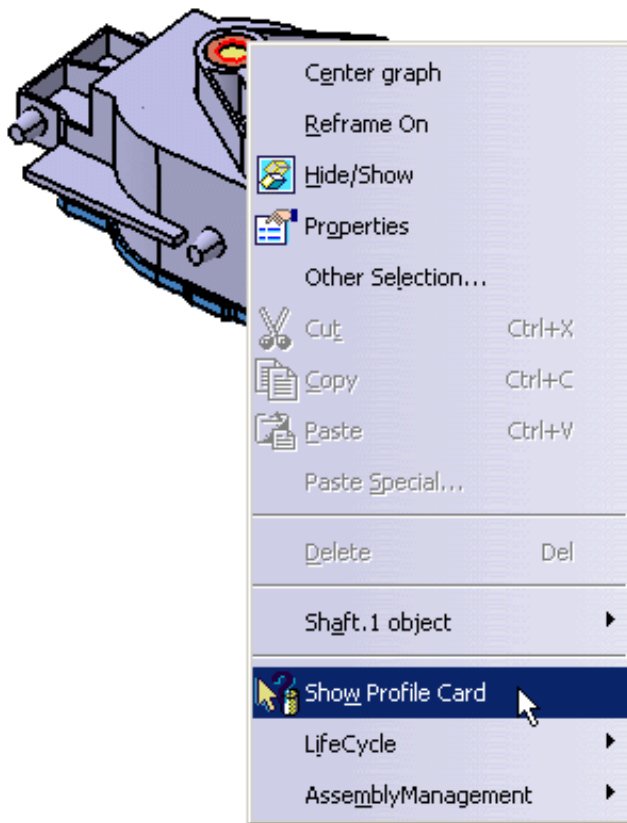 Center graph
Reframe On
Hide/Show
Properties
Other Selection...
Cut Ctrl+X
Copy Ctrl+C
Paste Ctrl+V
Paste Special...
Delete Del
Shaft.1 object
Show Profile Card
LifeCycle
AssemblyManagement